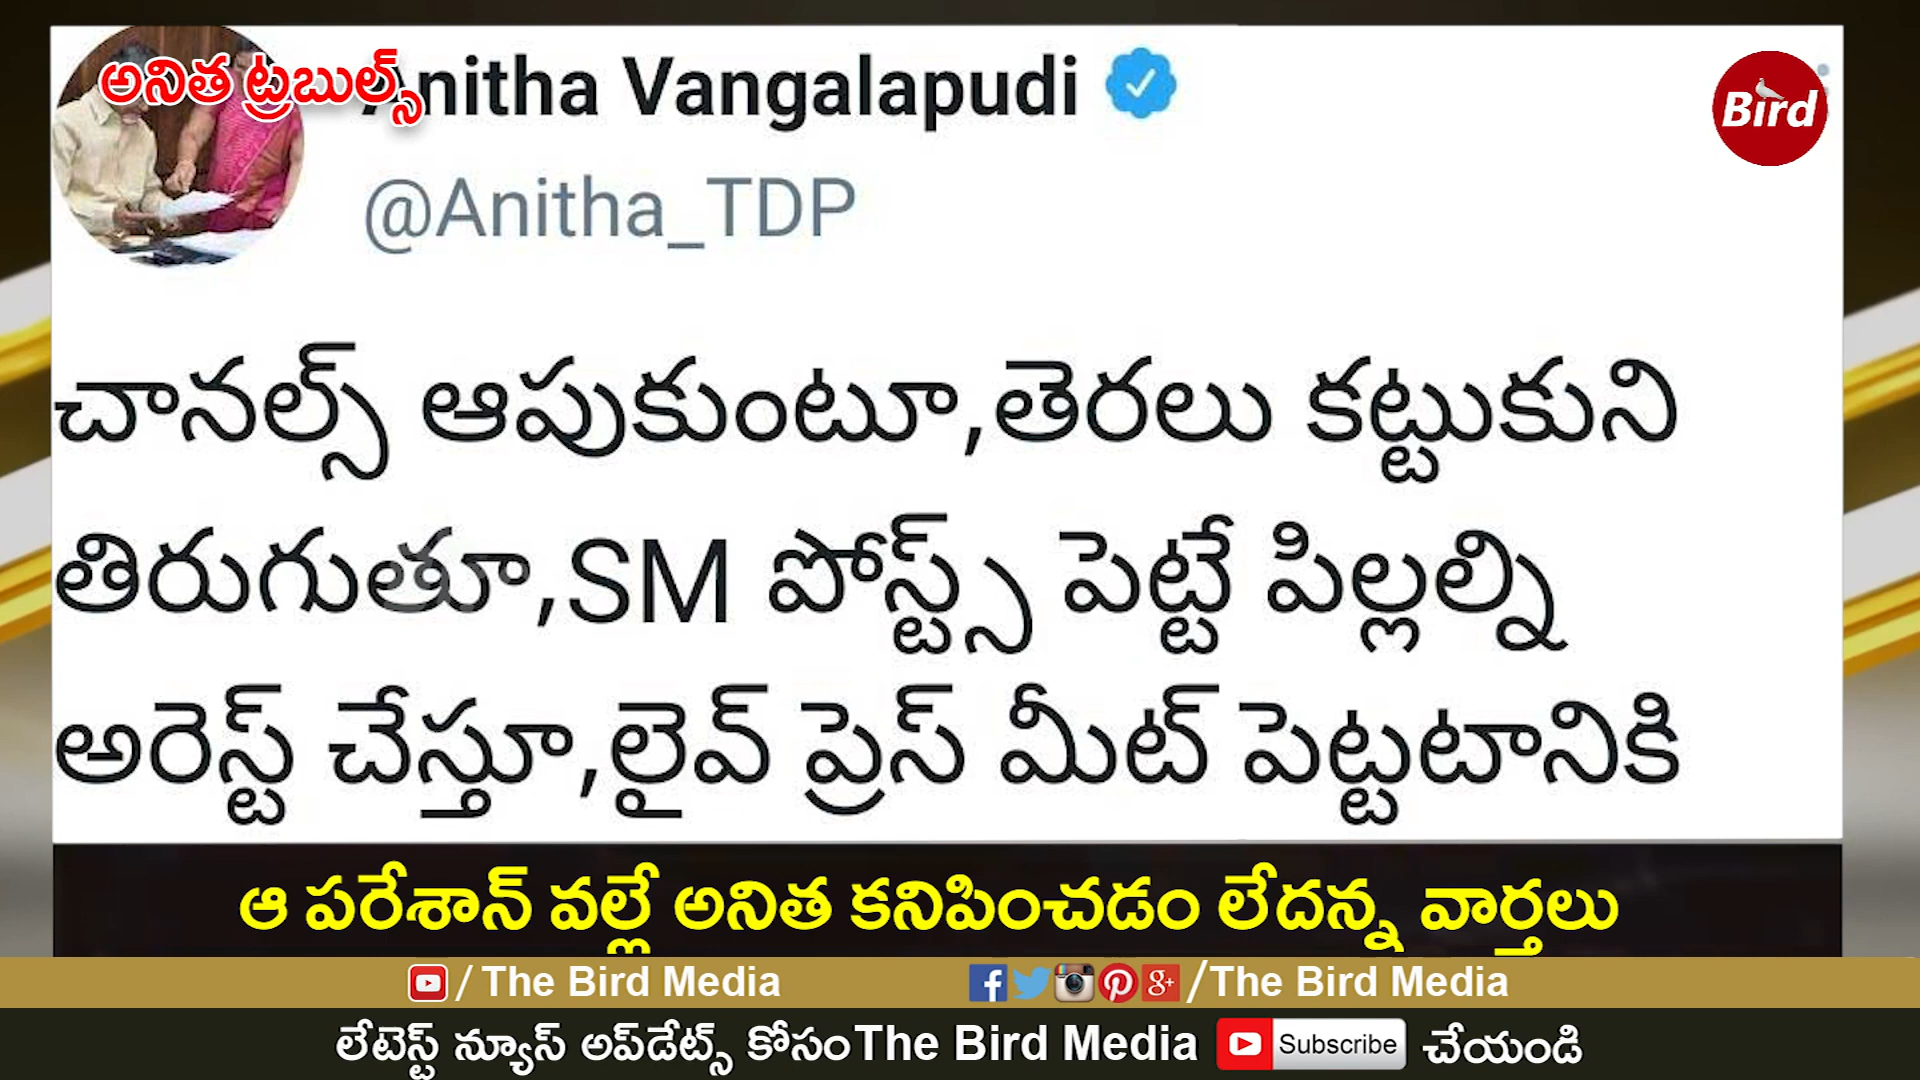 అనిత ట్రబుల్స్
Anitha Vangalapudi
Bird
@Anitha_TDP
చానల్స్ ఆపుకుంటూ,తెరలు కట్టుకుని
తిరుగుతూ,SM పోస్ట్స్ పెట్టే పిల్లల్ని
అరెస్ట్ చేస్తూ,లైవ్ ప్రెస్ మీట్ పెట్టటానికి
ఆ పరేశాన్ వల్లే అనిత కనిపించడం లేదన్న వార్తలు
/ The Bird Media /The Bird Media
లేటెస్ట్ న్యూస్ అప్‌డేట్స్ కోసంThe Bird Media Subscribe చేయండి